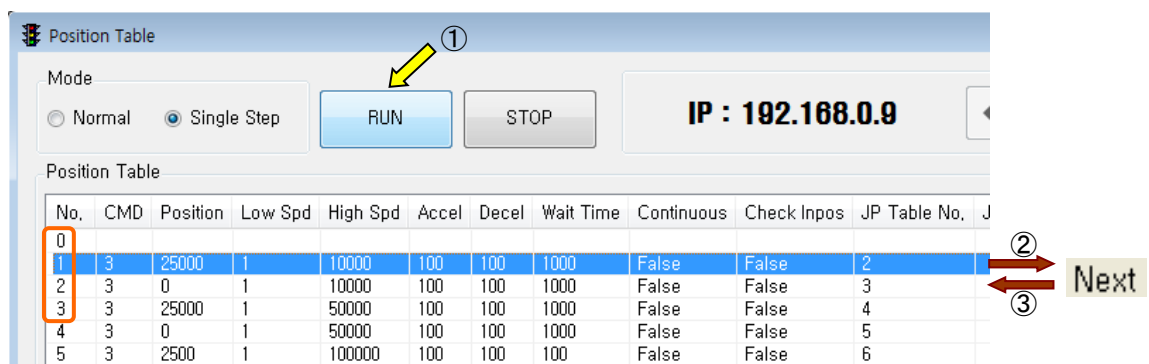 Position Table
①
Mode
Normal Single Step RUN STOP IP : 192.168.0.9
Position Table
No, CMD Position Low Spd High Spd Accel Decel Wait Time Continuous Check Inpos JP Table No, J
0
1 3 25000 1 10000 100 100 1000 False False 2
②
2 3 0 1 10000 100 100 1000 False False 3
Next
③
3 3 25000 1 50000 100 100 1000 False False 4
4 3 0 1 50000 100 100 1000 False False 5
5 3 2500 1 100000 100 100 100 False False 6